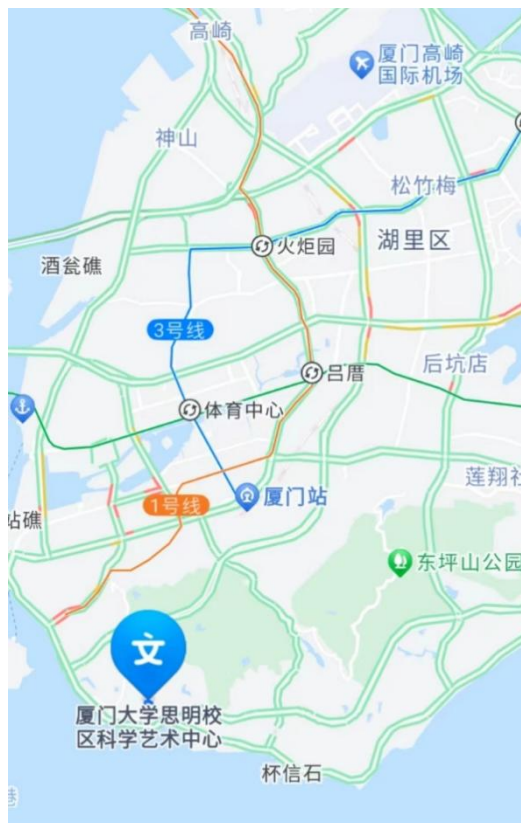 高崎
厦门高崎
国际机场
神山
松竹梅
火炬园
湖里区
酒瓮礁
3号线
吕厝
后坑店
体育中心
莲翔社
1号线
厦门站
站礁
东坪山公园
文
厦门大学思明校
区科学艺术中心
杯信石
港